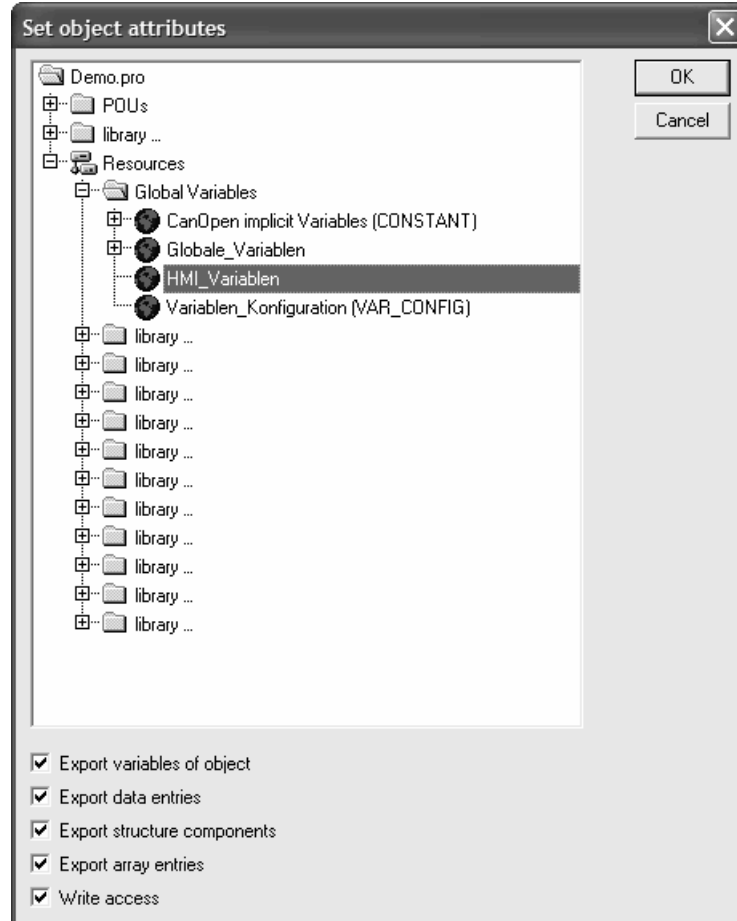 Set object attributes
Demo.pro
OK
POUs
Cancel
library ...
Resources
Global Variables
CanOpen implicit Variables (CONSTANT)
Globale_Variablen
HMI_Variablen
Variablen_Konfiguration (VAR_CONFIG)
library ...
library ...
library ...
library ...
library ...
library ...
library ...
library ...
library ...
library ...
library ...
Export variables of object
Export data entries
Export structure components
Export array entries
Write access